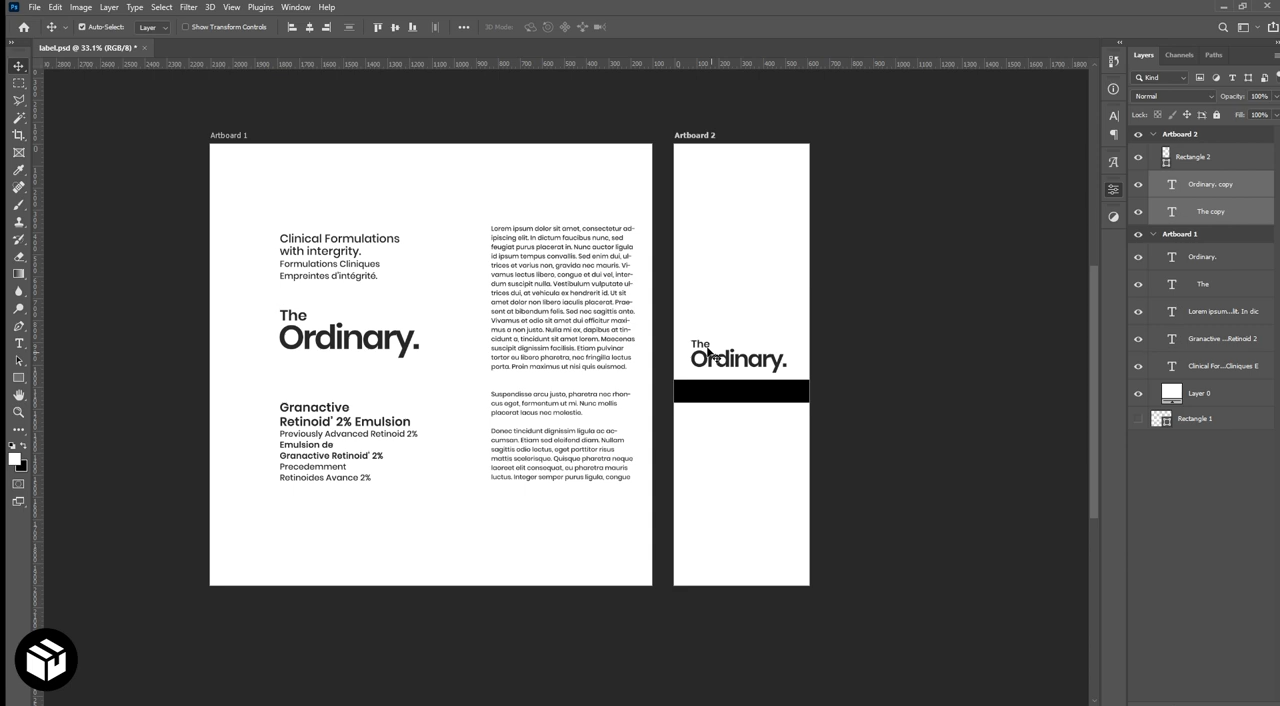 Ps File Edit Image Layer Type Select Filter 3D View Plugins Window Help
Auto-Select: Layer Show Transform Controls 3D Mode:
label.psd @ 33.1% (RGB/8) *
Layers Channels Paths
Kind
Normal Opacity: 100%
Lock: Fill: 100%
Artboard 2
Rectangle 2
Ordinary. copy
The copy
Artboard 1
Ordinary.
The
Lorem ipsum...lit. In dic
Granactive ...Retinoid 2
Clinical For...Cliniques E
Layer 0
Rectangle 1
Artboard 1
Clinical Formulations
with intergrity.
Formulations Cliniques
Empreintes d'intégrité.
The
Ordinary.
Granactive
Retinoid' 2% Emulsion
Previously Advanced Retinoid 2%
Emulsion de
Granactive Retinoid' 2%
Precedemment
Retinoides Avance 2%
Lorem ipsum dolor sit amet, consectetur ad-
ipiscing elit. In dictum faucibus nunc, sed
feugiat purus placerat in. Nunc auctor ligula
id ipsum tempus convallis. Sed enim dui, ul-
trices et varius non, gravida nec mauris. Vi-
vamus lectus libero, congue et dui vel, inter-
dum suscipit nulla. Vestibulum vulputate ul-
trices dui, at vehicula ex hendrerit id. Ut sit
amet dolor non libero iaculis placerat. Prae-
sent at bibendum felis. Sed nec sagittis ante.
Vivamus et odio sit amet dui efficitur maxi-
mus a non justo. Nulla mi ex, dapibus at tin-
cidunt a, tincidunt sit amet lorem. Maecenas
suscipit dignissim lectus. Etiam pulvinar
tortor eu libero pharetra, nec fringilla lectus
porta. Proin maximus ut nisi quis euismod.
Suspendisse arcu justo, pharetra nec rhon-
cus eget, fermentum ut mi. Nunc mollis
placerat lacus nec molestie.
Donec tincidunt dignissim ligula ac ac-
cumsan. Etiam sed eleifend diam. Nullam
sagittis odio lectus, eget porttitor risus
mattis scelerisque. Quisque pharetra neque
laoreet elit consequat, eu pharetra mauris
luctus. Integer semper purus ligula, congue
Artboard 2
The
Ordinary.